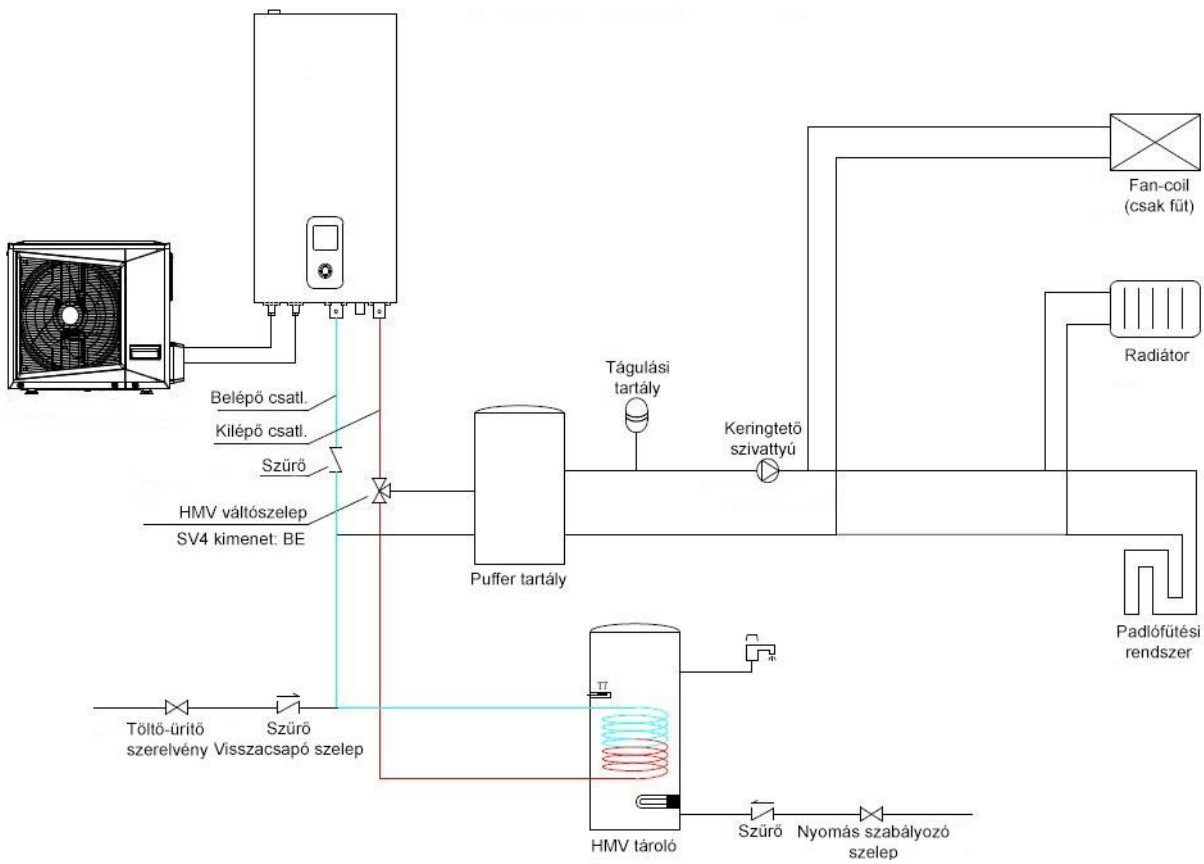 Fan-coil
(csak fűt)
Radiátor
Tágulási
tartály
Belépő csatl.
Kilépő csatl.
Keringtető
szivattyú
Szűrő
HMV váltószelep
SV4 kimenet: BE
Puffer tartály
Padlófűtési
rendszer
T7
Töltő-ürítő
szerelvény
Szűrő
Visszacsapó szelep
HMV tároló
Szűrő
Nyomás szabályozó
szelep